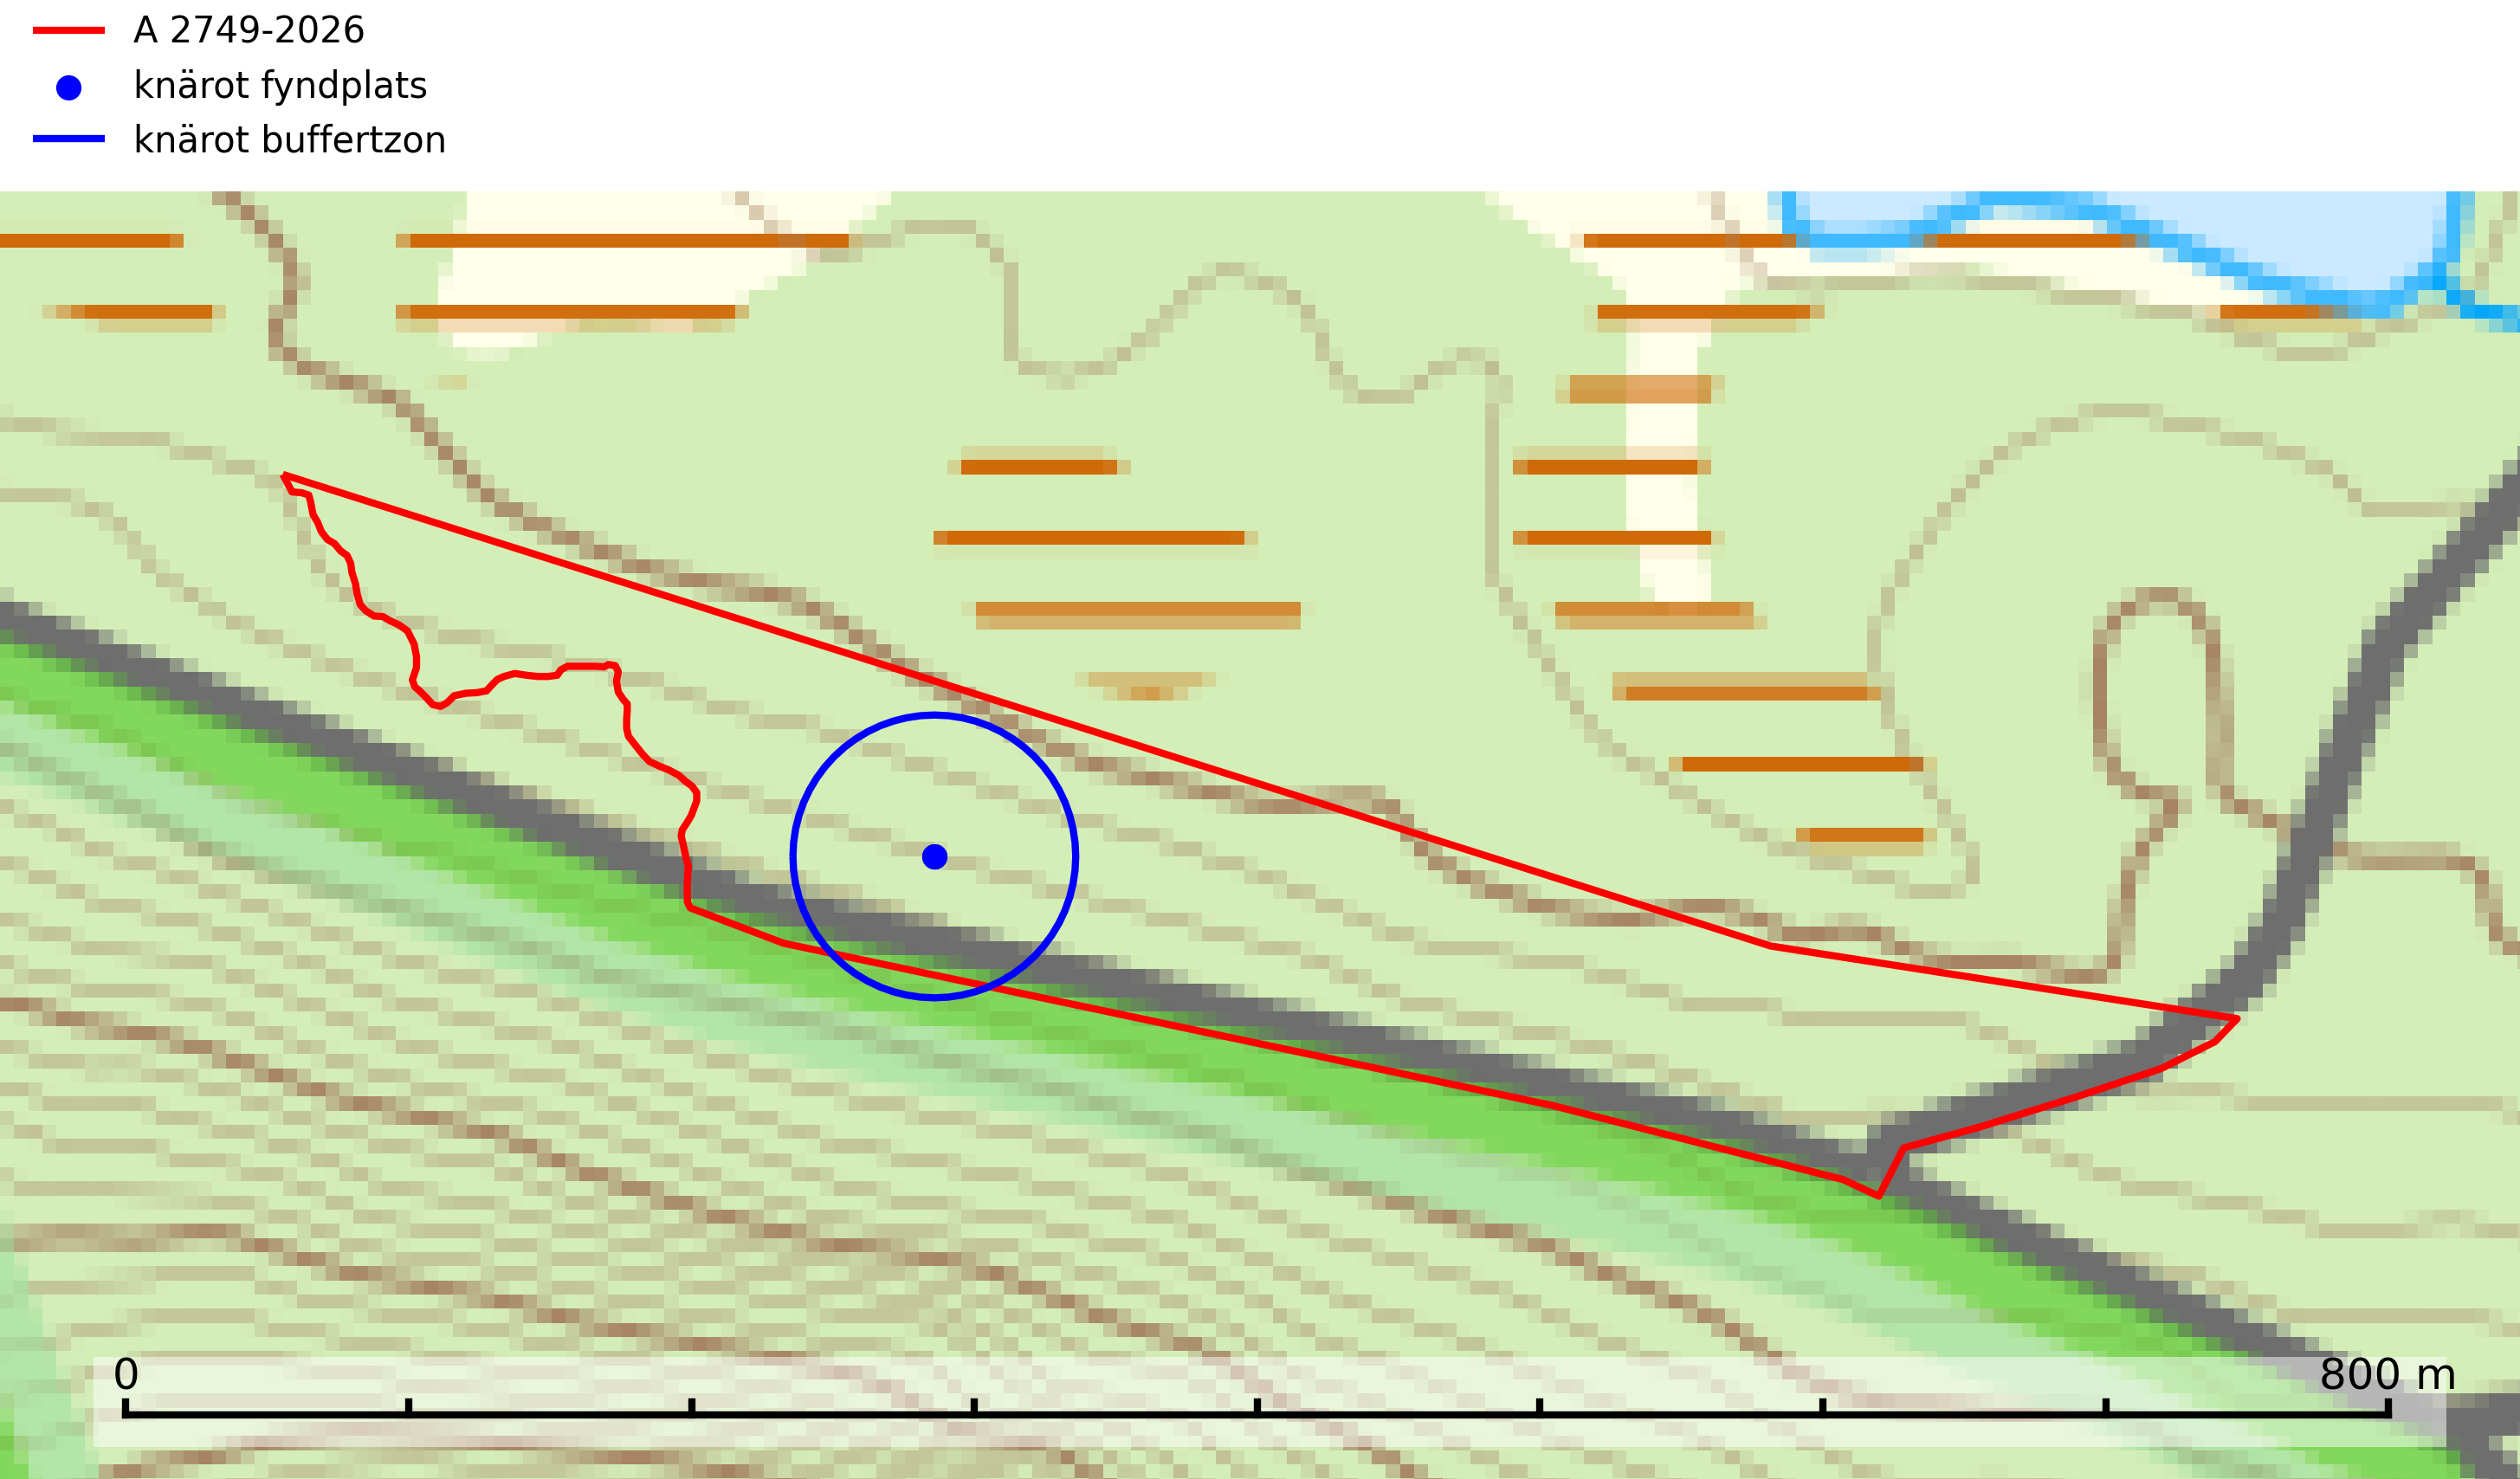 A 2749-2026
knärot fyndplats
knärot buffertzon
0 800 m